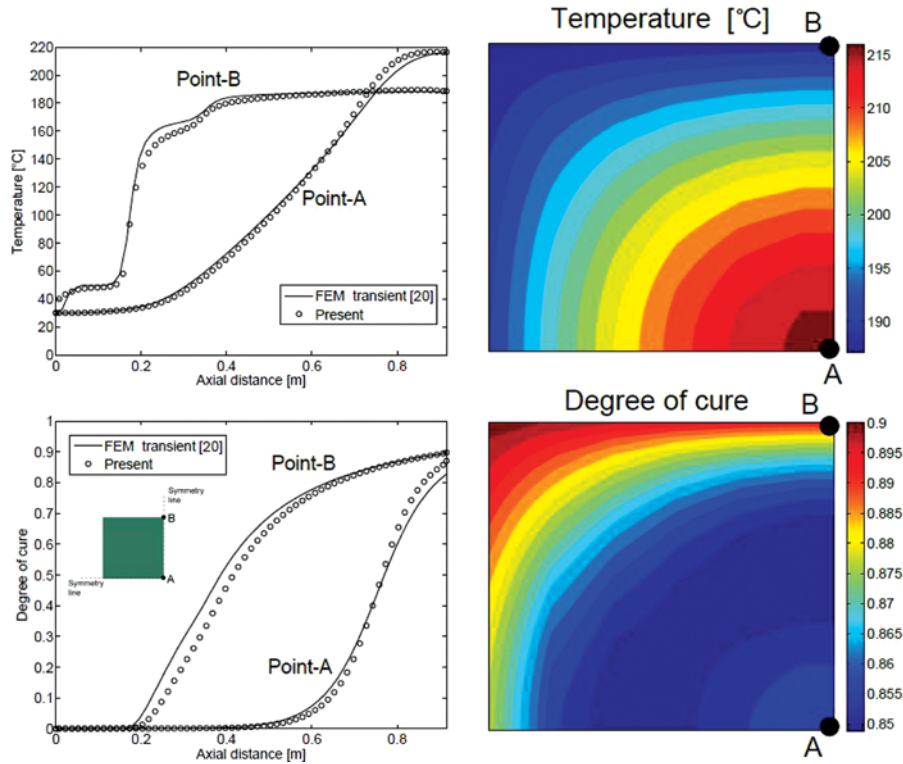 Temperature [°C]
B
220
200
180
160
140
120
100
80
60
40
20
0
Temperature [°C]
Point-B
Point-A
FEM transient [20]
Present
0
0.2
0.4
0.6
0.8
Axial distance [m]
215
210
205
200
195
190
A
Degree of cure
B
1
0.9
0.8
0.7
0.6
0.5
0.4
0.3
0.2
0.1
0
Degree of cure
FEM transient [20]
Present
Symmetry
line
B
A
Symmetry
line
Point-B
Point-A
0
0.2
0.4
0.6
0.8
Axial distance [m]
0.9
0.895
0.89
0.885
0.88
0.875
0.87
0.865
0.86
0.855
0.85
A